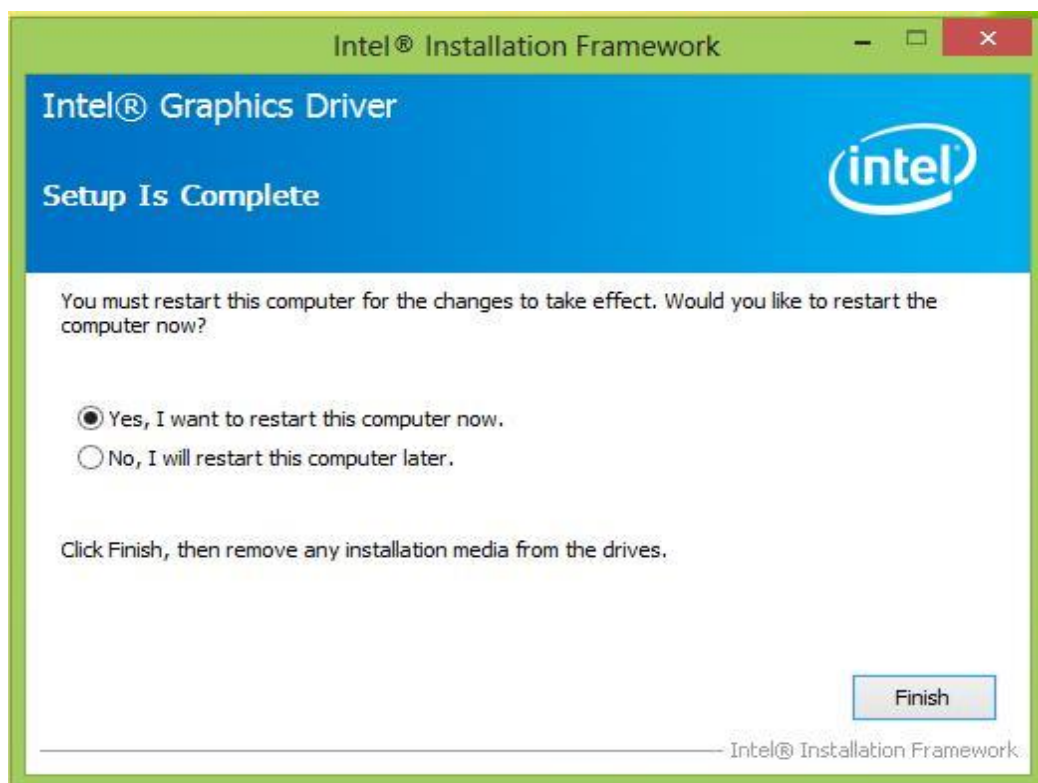 Intel® Installation Framework
Intel® Graphics Driver
intel
Setup Is Complete
You must restart this computer for the changes to take effect. Would you like to restart the
computer now?
Yes, I want to restart this computer now.
No, I will restart this computer later.
Click Finish, then remove any installation media from the drives.
Finish
Intel® Installation Framework